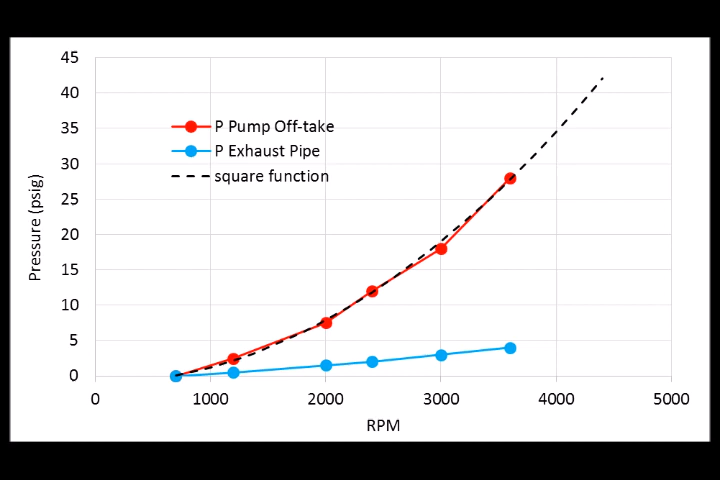 45
40
35
30
25
20
15
10
5
0
Pressure (psig)
P Pump Off-take
P Exhaust Pipe
square function
0 1000 2000 3000 4000 5000
RPM